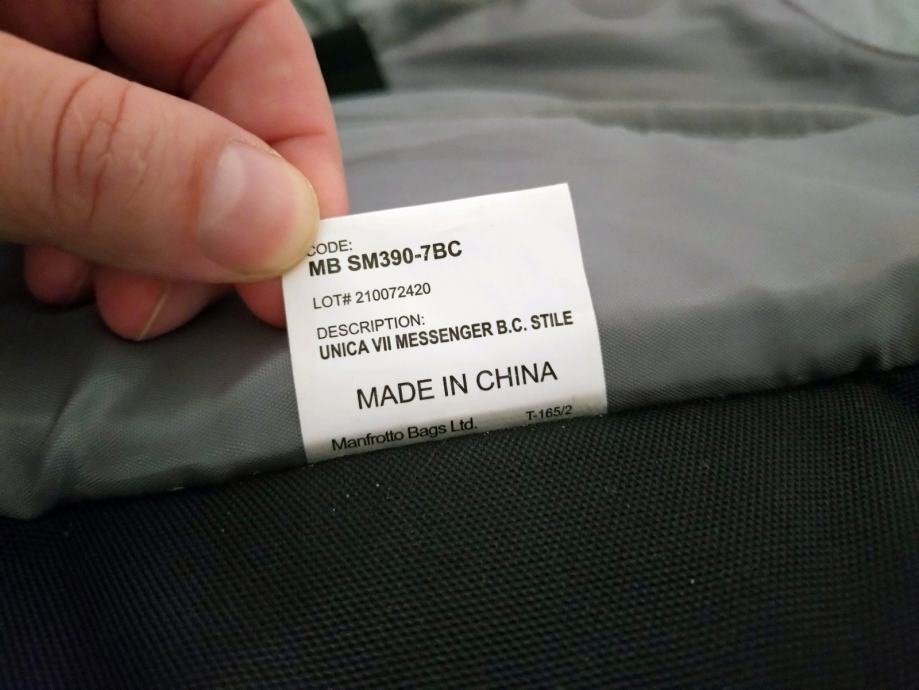 CODE:
MB SM390-7BC
LOT# 210072420
DESCRIPTION:
UNICA VII MESSENGER B.C. STILE
MADE IN CHINA
Manfrotto Bags Ltd. T-165/2